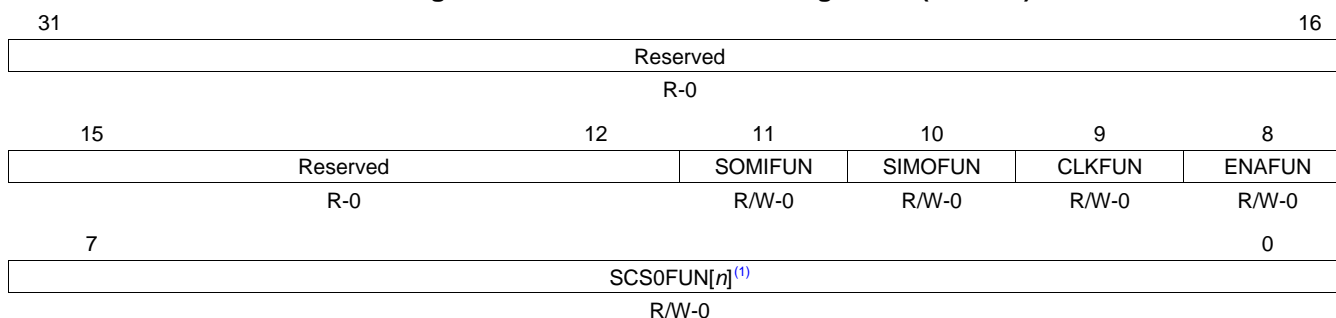 31 16
Reserved
R-0
15 12 11 10 9 8
Reserved SOMIFUN SIMOFUN CLKFUN ENAFUN
R-0 R/W-0 R/W-0 R/W-0 R/W-0
7 0
SCS0FUN[n](1)
R/W-0